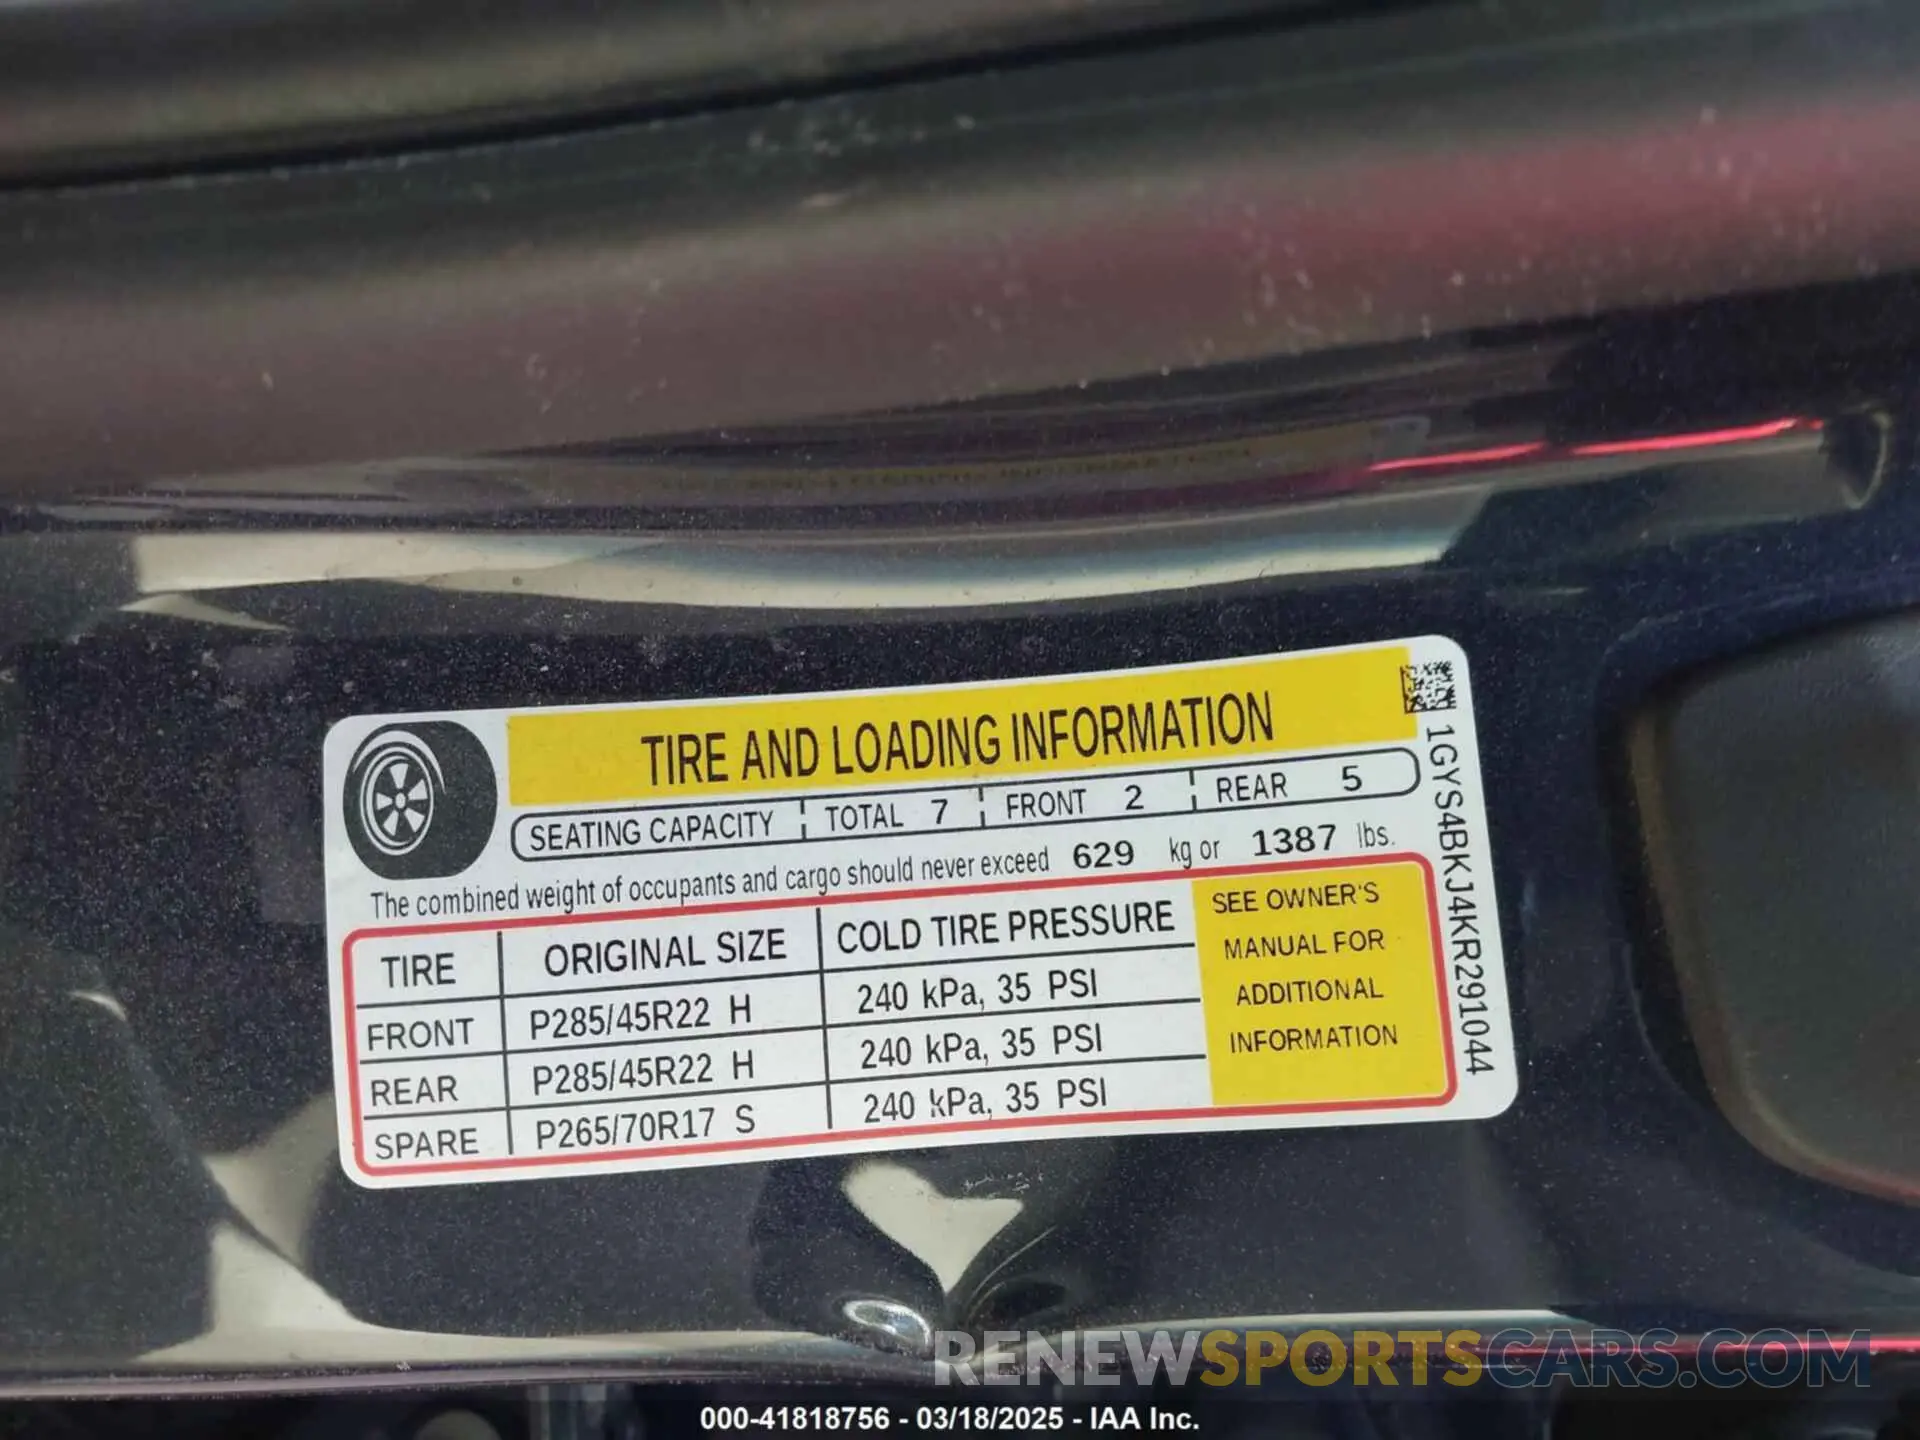 TIRE AND LOADING INFORMATION
SEATING CAPACITY TOTAL 7 FRONT 2 REAR 5
The combined weight of occupants and cargo should never exceed 629 kg or 1387 lbs.
TIRE ORIGINAL SIZE COLD TIRE PRESSURE
FRONT P285/45R22 H 240 kPa, 35 PSI
REAR P285/45R22 H 240 kPa, 35 PSI
SPARE P265/70R17 S 240 kPa, 35 PSI
SEE OWNER'S
MANUAL FOR
ADDITIONAL
INFORMATION
1GYS4BKJ4KR291044
RENEWSPORTSCARS.COM
000-41818756 - 03/18/2025 - IAA Inc.